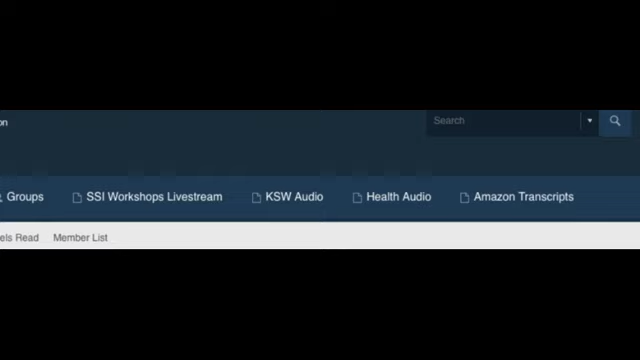 on
Search
Groups SSI Workshops Livestream KSW Audio Health Audio Amazon Transcripts
els Read Member List